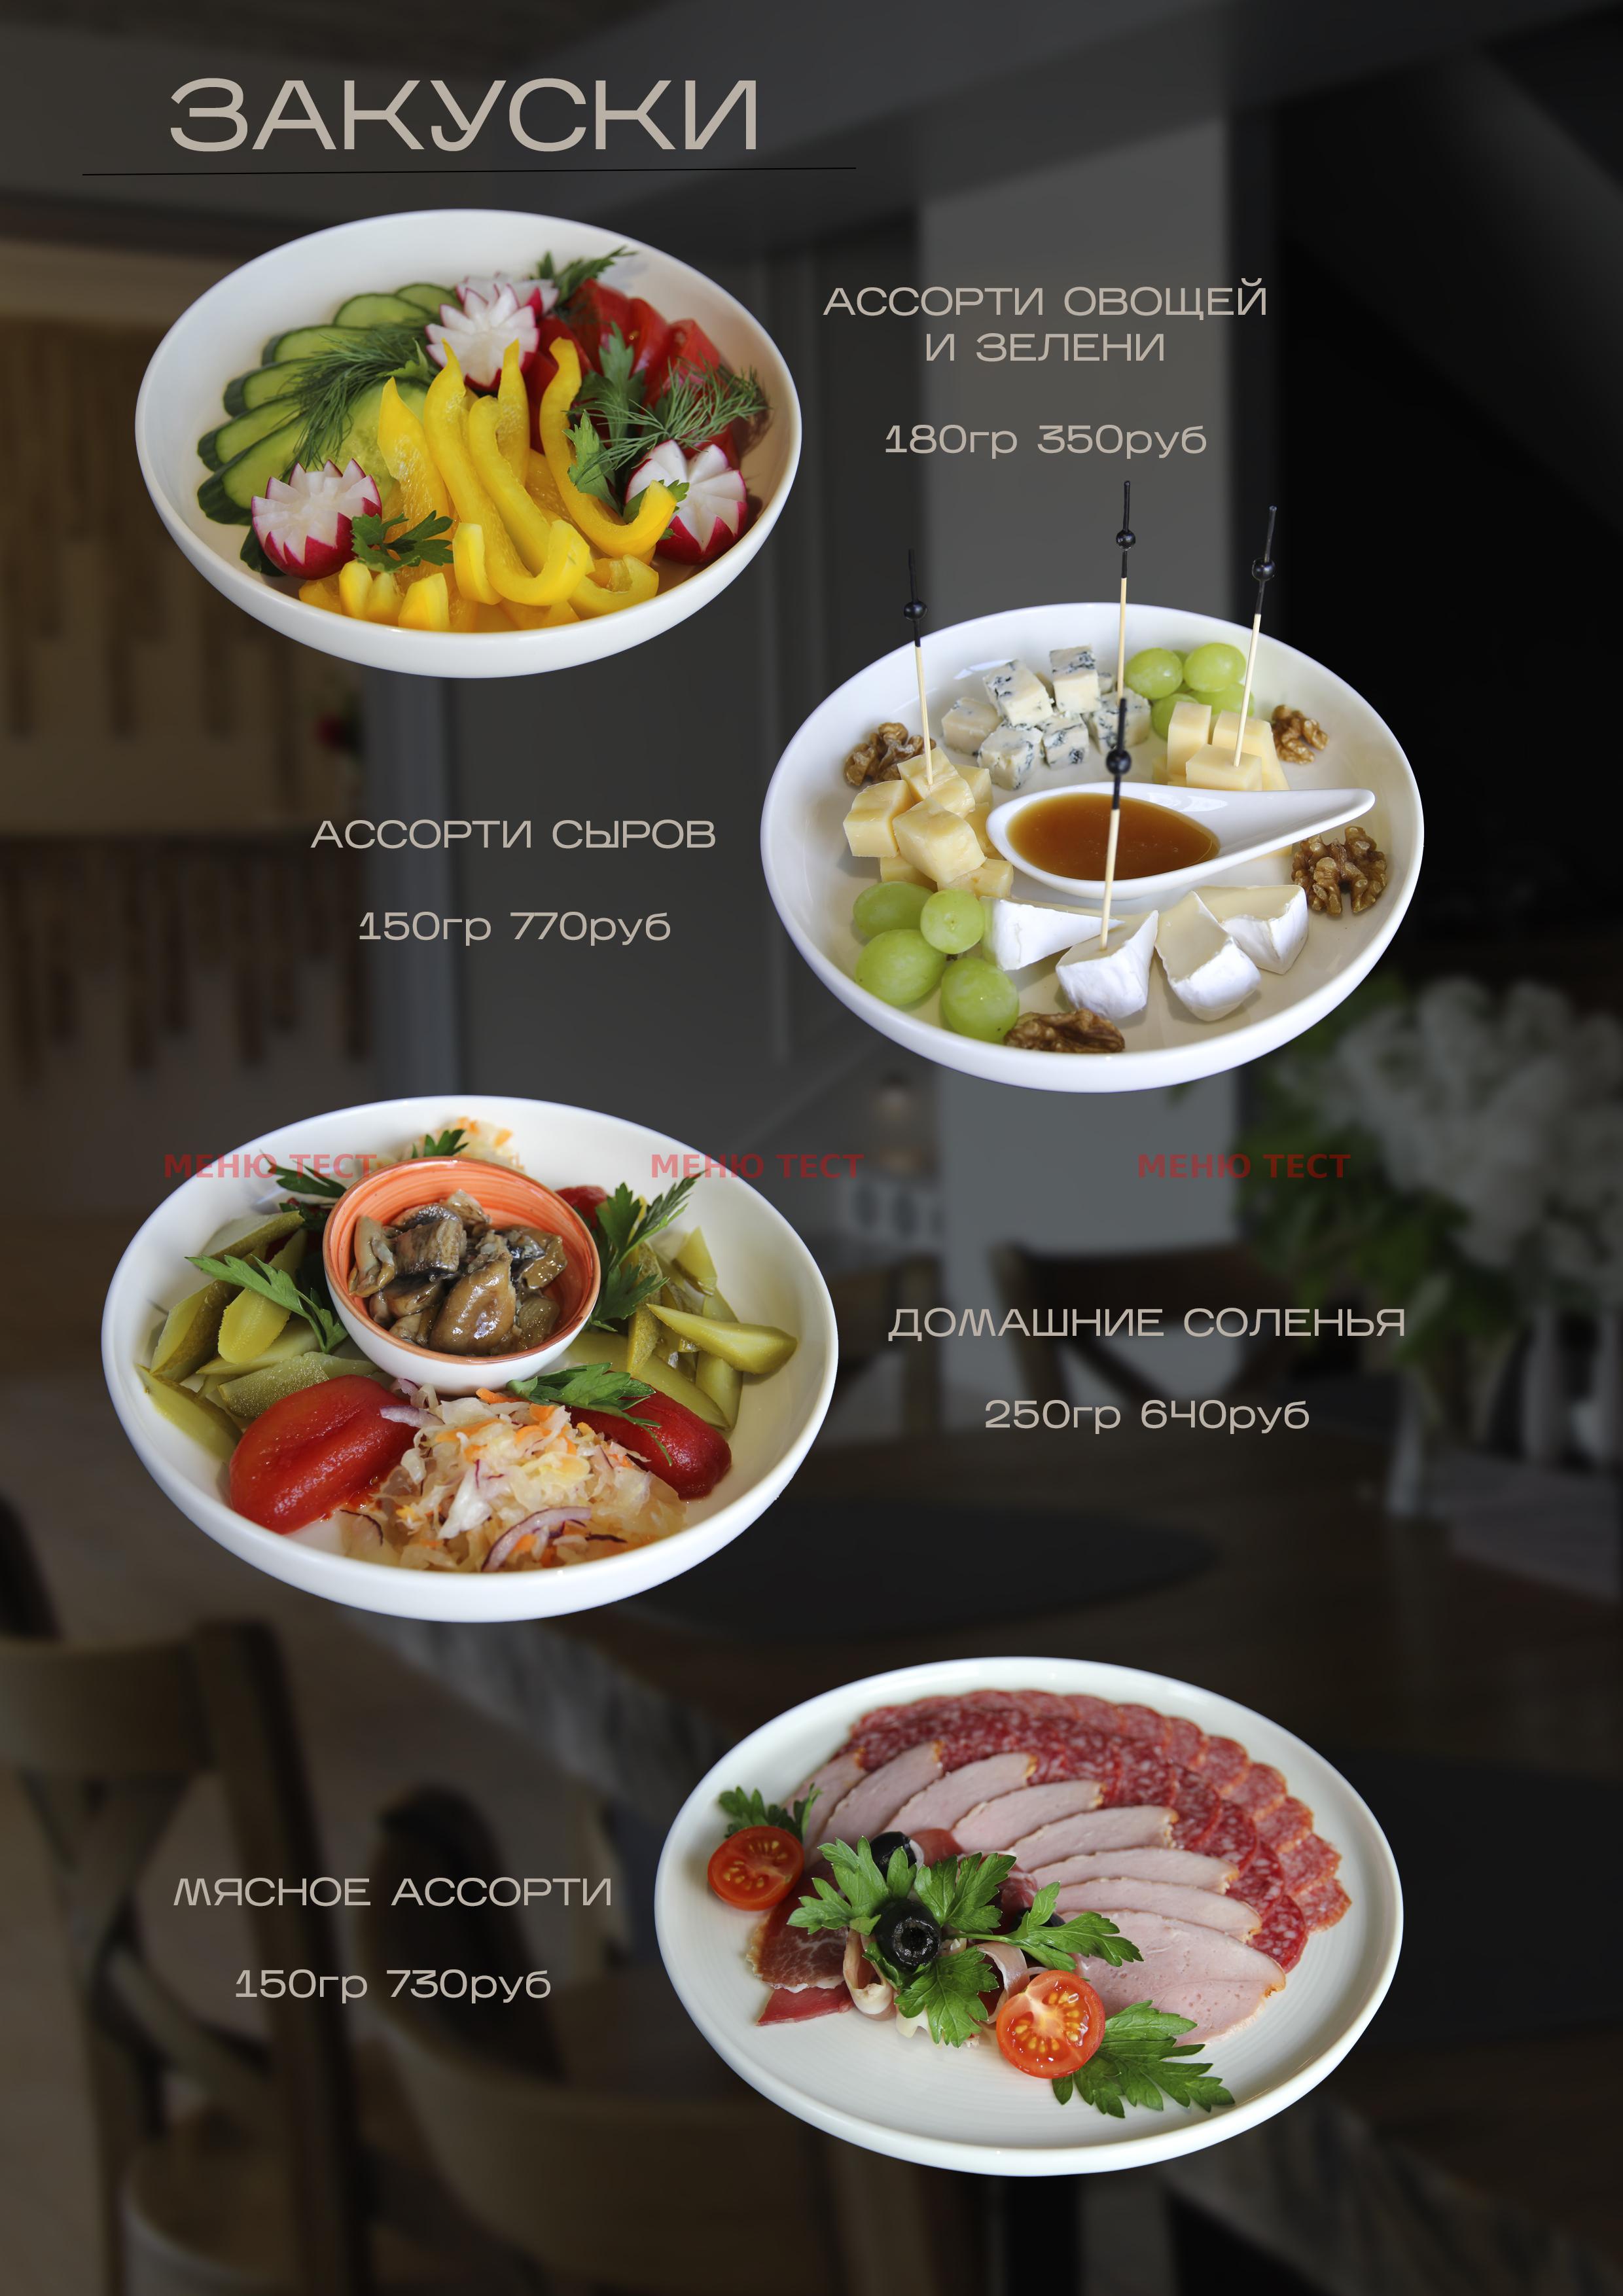 ЗАКУСКИ
АССОРТИ ОВОЩЕЙ
И ЗЕЛЕНИ
180гр 350руб
АССОРТИ СЫРОВ
150гр 770руб
МЕНЮ ТЕСТ МЕНЮ ТЕСТ МЕНЮ ТЕСТ
ДОМАШНИЕ СОЛЕНЬЯ
250гр 640руб
МЯСНОЕ АССОРТИ
150гр 730руб